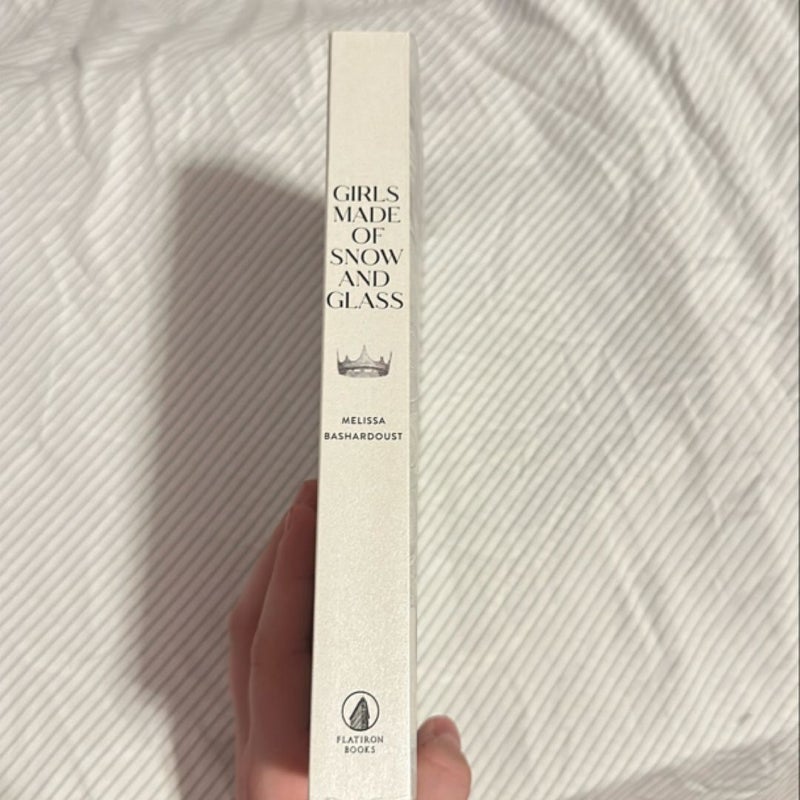 GIRLS
MADE
OF
SNOW
AND
GLASS
MELISSA
BASHARDOUST
FLATIRON
BOOKS